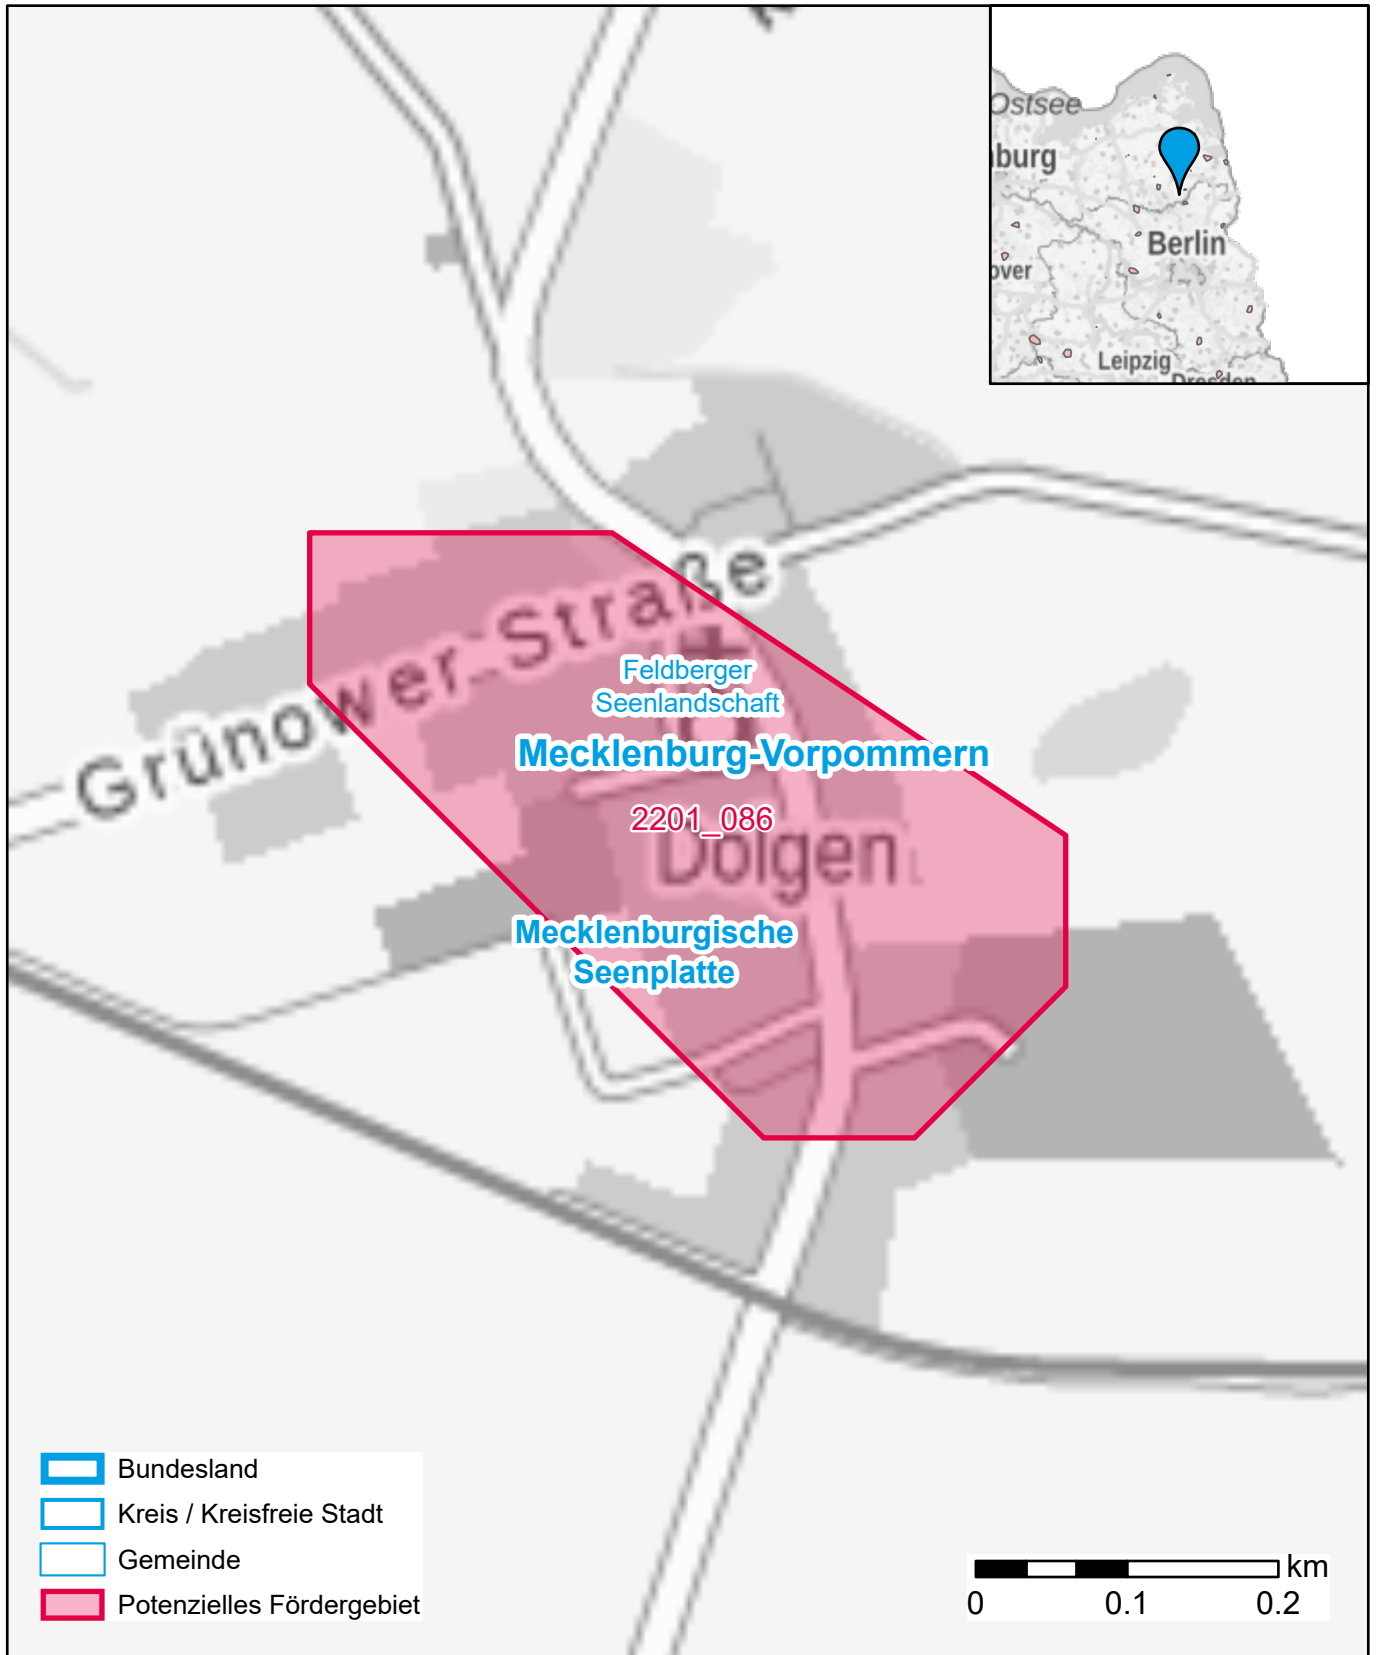 Ostsee
burg
Berlin
over
Leipzig
Dresden
Grünower Straße
Feldberger
Seenlandschaft
Mecklenburg-Vorpommern
2201_086
Dolgen
Mecklenburgische
Seenplatte
Bundesland
Kreis / Kreisfreie Stadt
Gemeinde
Potenzielles Fördergebiet
km
0 0.1 0.2